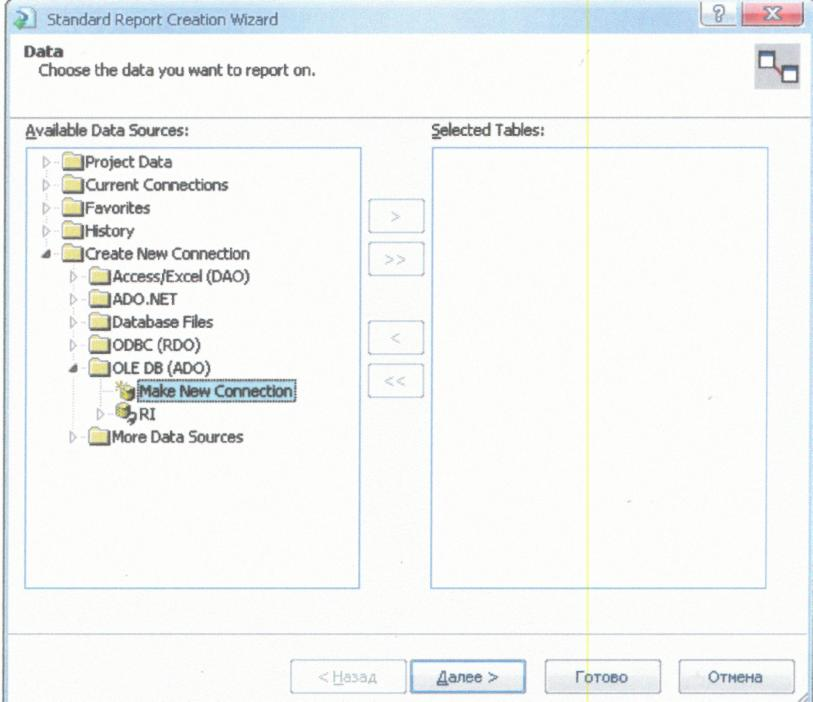 Standard Report Creation Wizard
Data
Choose the data you want to report on.
Available Data Sources:
Selected Tables:
Project Data
Current Connections
Favorites
History
Create New Connection
Access/Excel (DAO)
ADO.NET
Database Files
ODBC (RDO)
OLE DB (ADO)
Make New Connection
RI
More Data Sources
>
>>
<
<<
< Назад
Далее >
Готово
Отмена